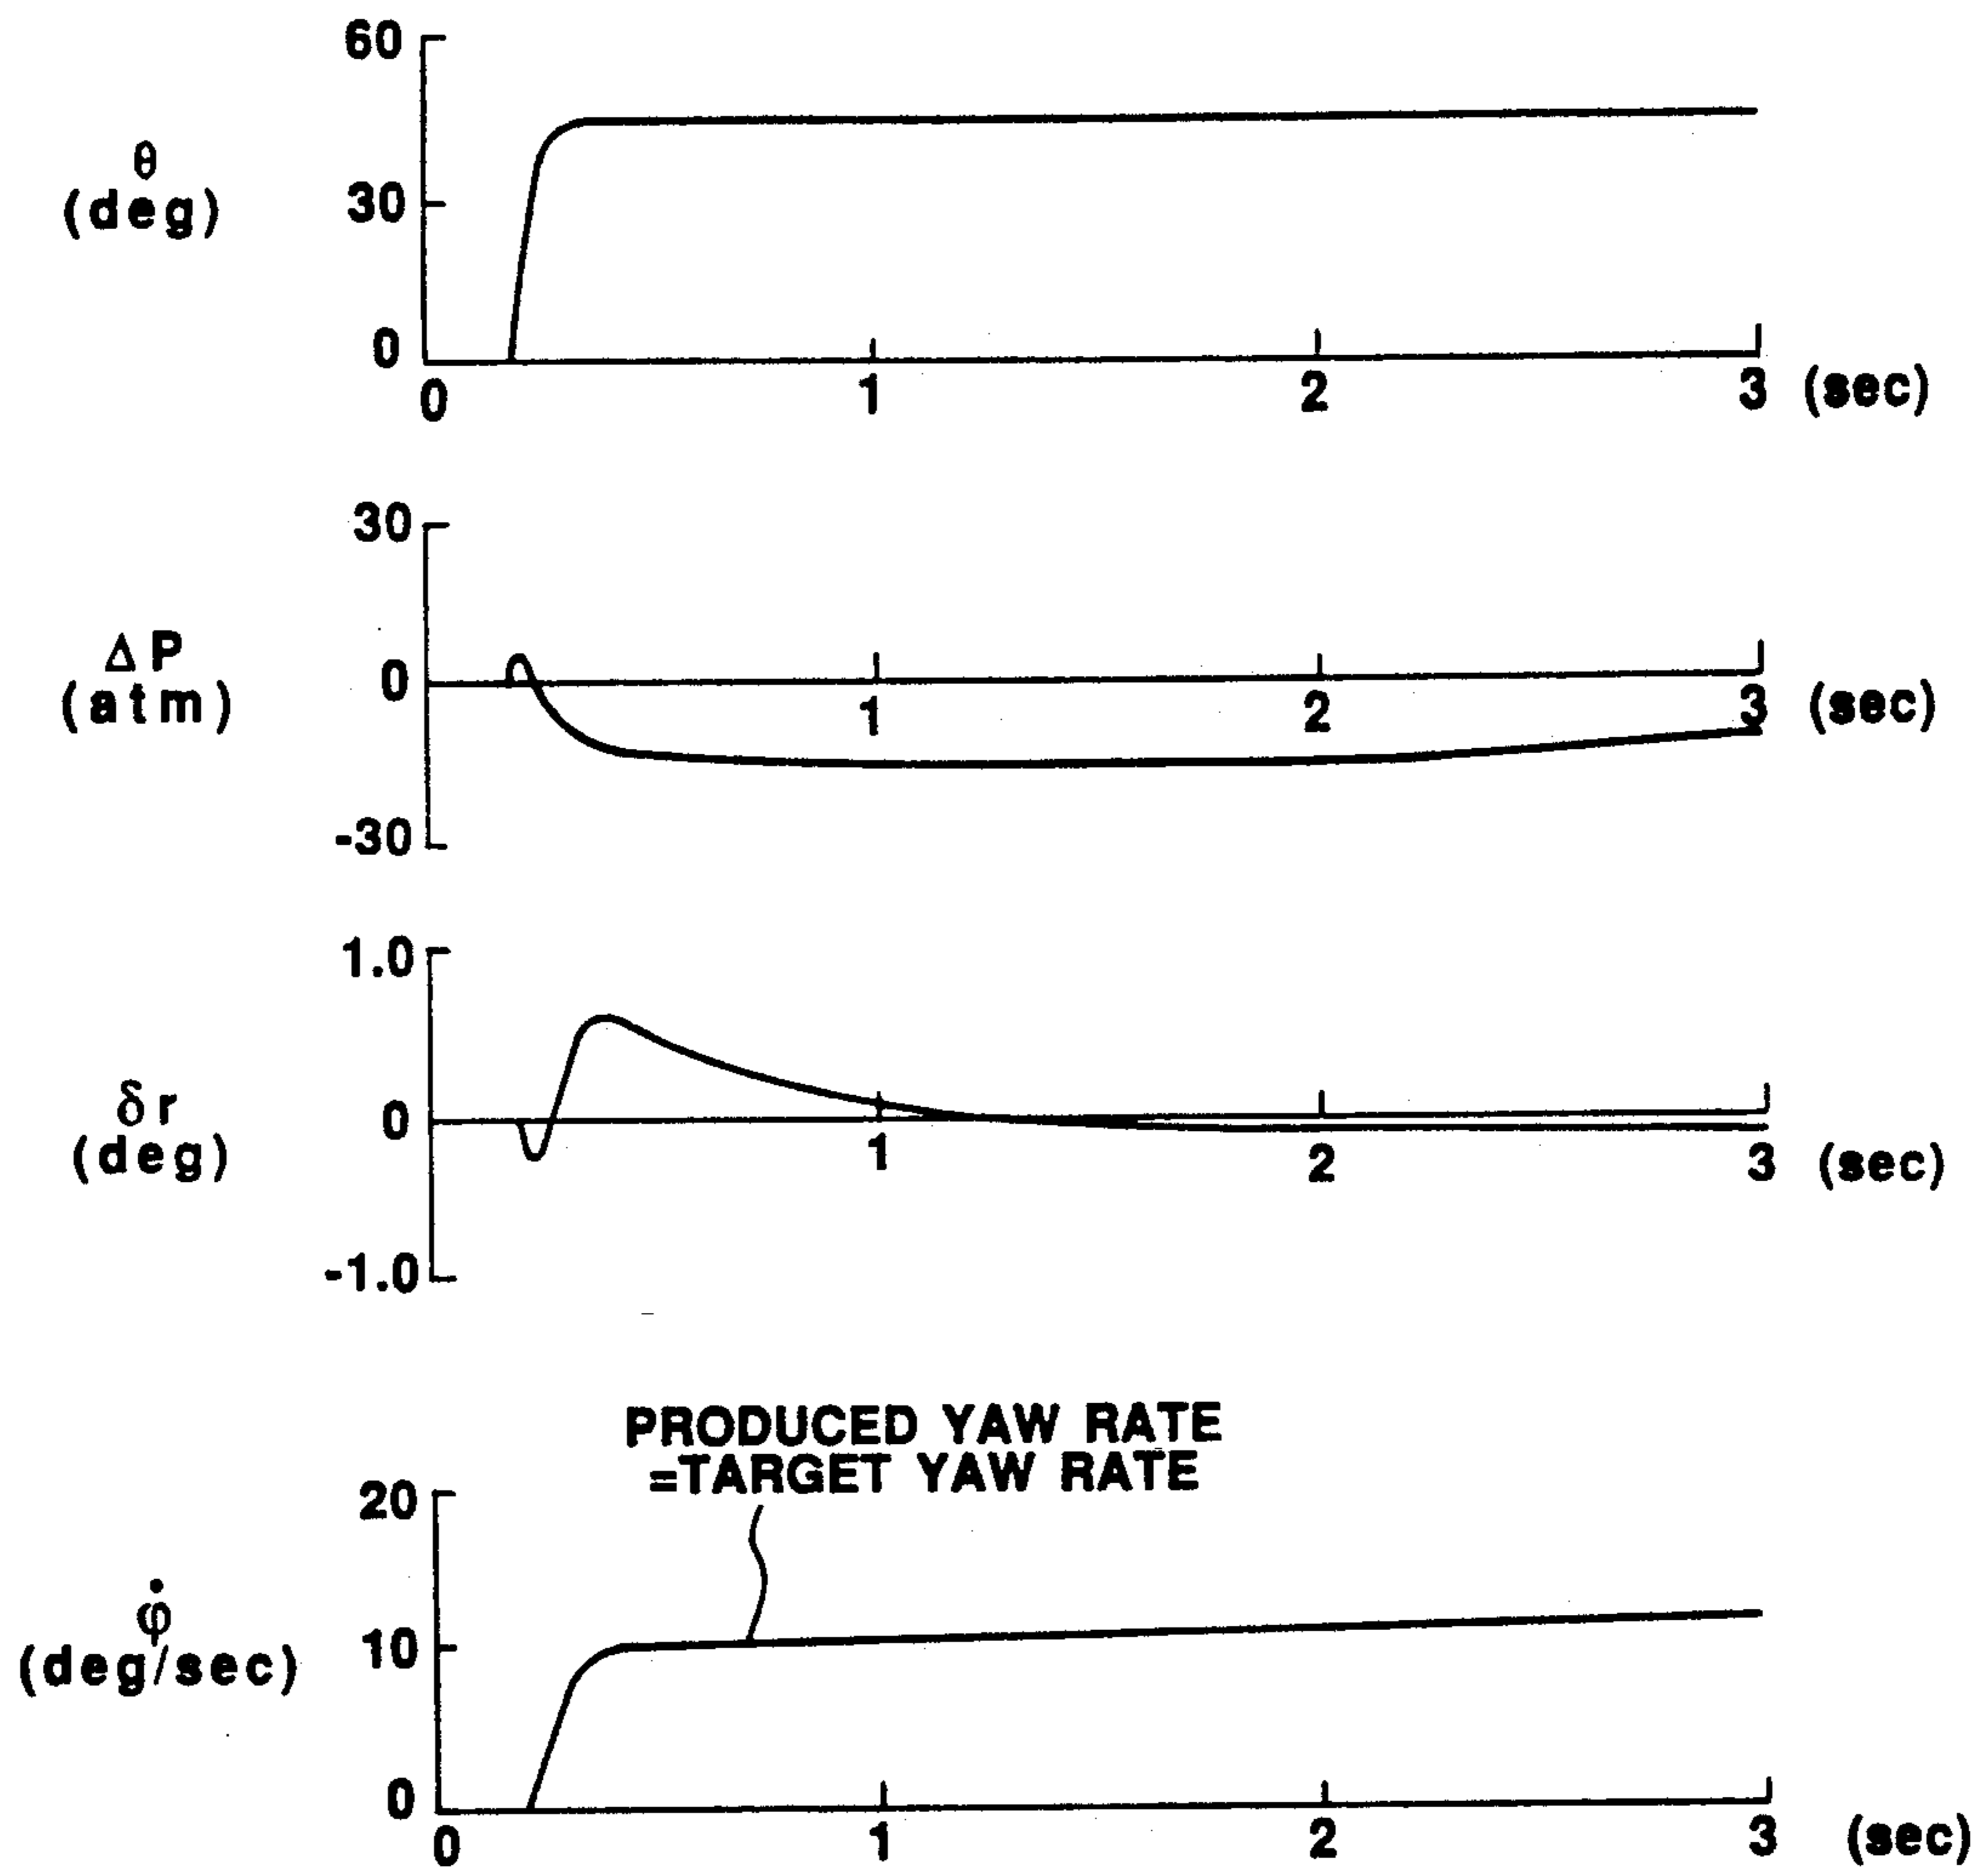 60
θ
(deg)
30
0
0 1 2 3 (sec)
30
ΔP
(atm)
0
1 2 3 (sec)
-30
1.0
δr
(deg)
0
1 2 3 (sec)
-1.0
PRODUCED YAW RATE
=TARGET YAW RATE
20
φ̇
(deg/sec)
10
0
0 1 2 3 (sec)